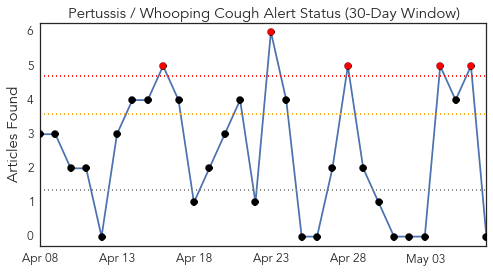 Pertussis / Whooping Cough Alert Status (30-Day Window)
Articles Found
6
5
4
3
2
1
0
Apr 08
Apr 13
Apr 18
Apr 23
Apr 28
May 03